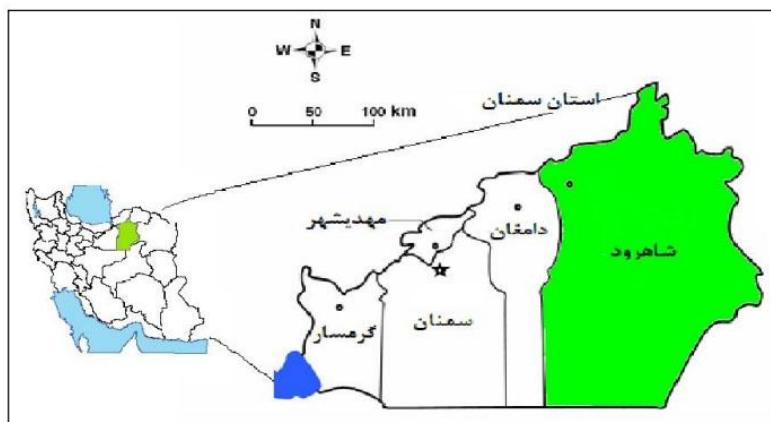 N
W E
S
0 50 100 km
استان سمنان
مهدیشهر
دامغان
شاهرود
سمنان
گرمسار